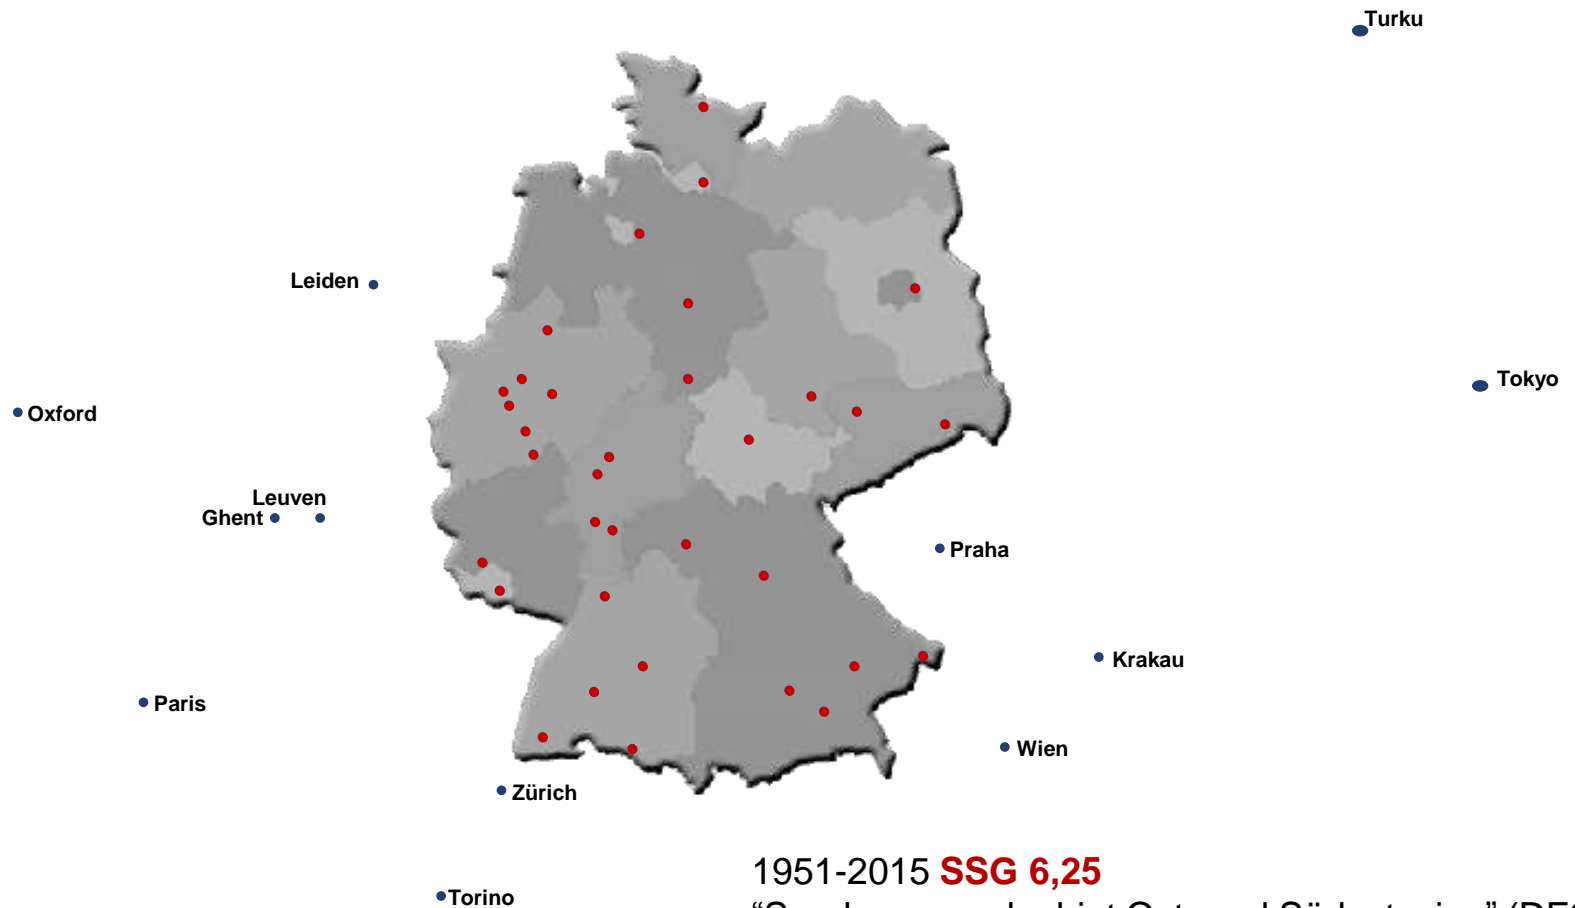 Turku
Leiden
Tokyo
Oxford
Leuven
Ghent
Praha
Krakau
Paris
Wien
Zürich
1951-2015 SSG 6,25
Torino